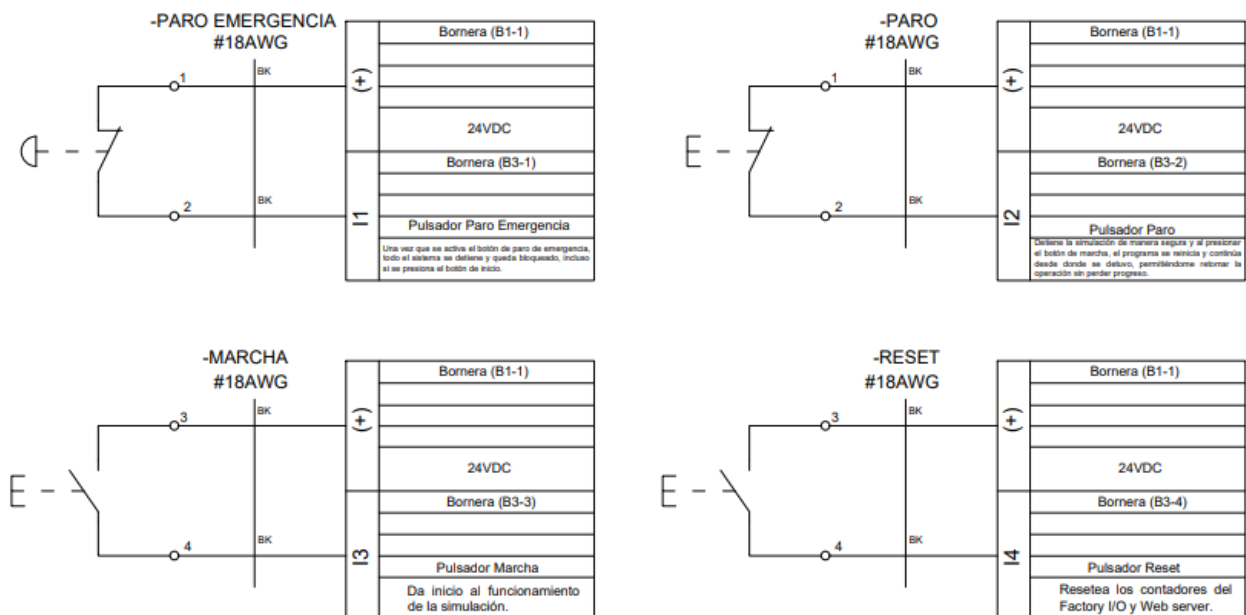 -PARO EMERGENCIA
#18AWG
1
BK
2
BK
(+)
I1
Bornera (B1-1)
24VDC
Bornera (B3-1)
Pulsador Paro Emergencia
Una vez que se activa el botón de paro de emergencia,
todo el sistema se detiene y queda bloqueado, incluso
si se presiona el botón de inicio.
-PARO
#18AWG
1
BK
2
BK
(+)
I2
Bornera (B1-1)
24VDC
Bornera (B3-2)
Pulsador Paro
Detiene la simulación de manera segura y al presionar
el botón de marcha, el programa se reinicia y continúa
desde donde se detuvo, permitiéndome retomar la
operación sin perder progreso.
-MARCHA
#18AWG
3
BK
4
BK
(+)
I3
Bornera (B1-1)
24VDC
Bornera (B3-3)
Pulsador Marcha
Da inicio al funcionamiento
de la simulación.
-RESET
#18AWG
3
BK
4
BK
(+)
I4
Bornera (B1-1)
24VDC
Bornera (B3-4)
Pulsador Reset
Resetea los contadores del
Factory I/O y Web server.